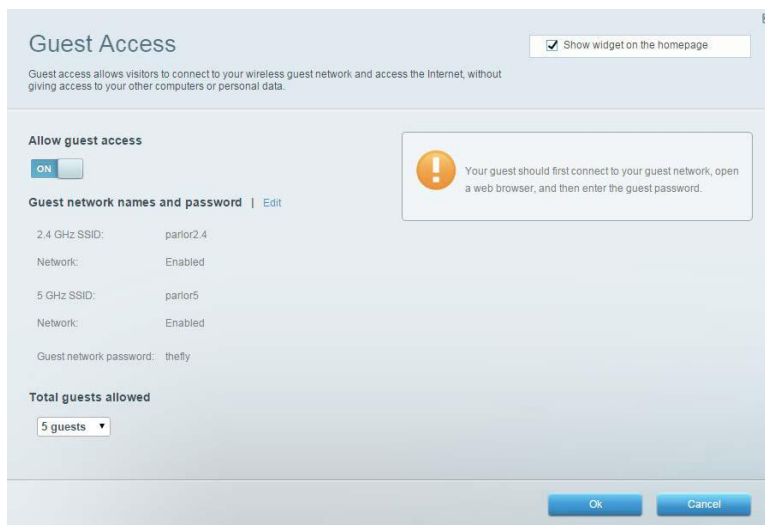 Guest Access
Show widget on the homepage
Guest access allows visitors to connect to your wireless guest network and access the Internet, without
giving access to your other computers or personal data.
Allow guest access
ON
Your guest should first connect to your guest network, open
a web browser, and then enter the guest password.
Guest network names and password | Edit
2.4 GHz SSID: parlor2.4
Network: Enabled
5 GHz SSID: parlor5
Network: Enabled
Guest network password: thefly
Total guests allowed
5 guests
Ok Cancel